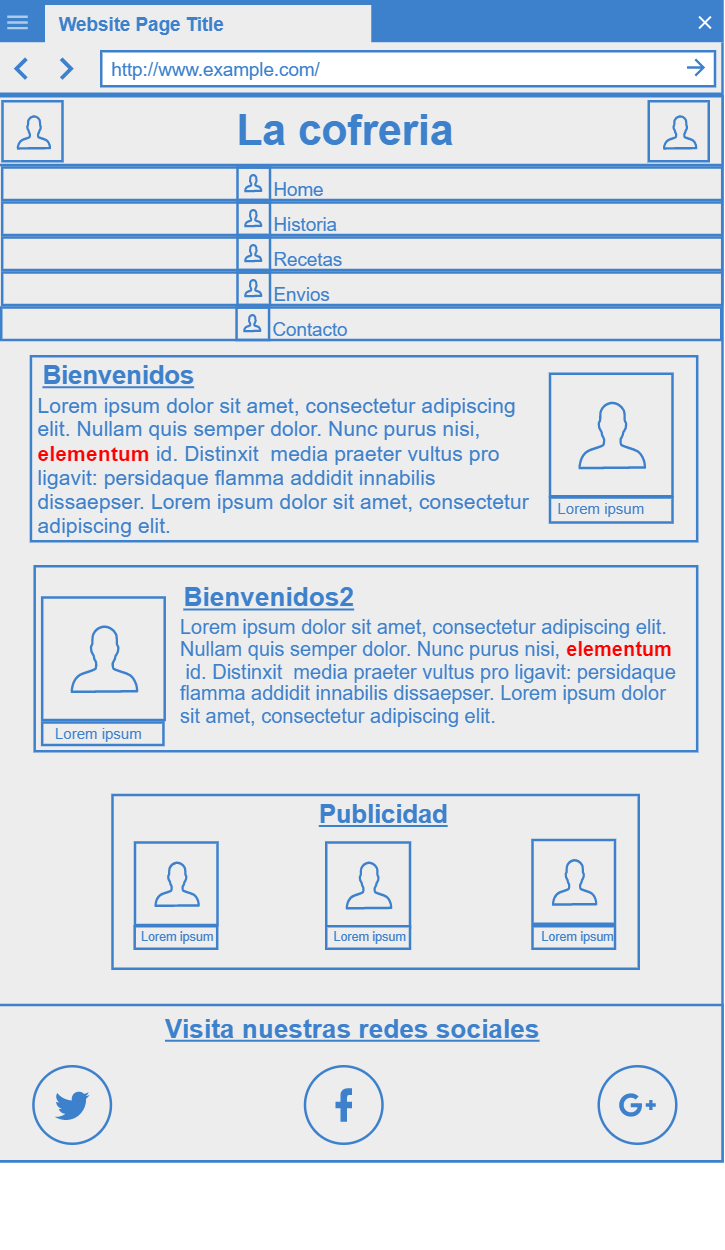 Website Page Title
http://www.example.com/
La cofreria
Home
Historia
Recetas
Envios
Contacto
Bienvenidos
Lorem ipsum dolor sit amet, consectetur adipiscing
elit. Nullam quis semper dolor. Nunc purus nisi,
elementum id. Distinxit  media praeter vultus pro
ligavit: persidaque flamma addidit innabilis
dissaepser. Lorem ipsum dolor sit amet, consectetur
adipiscing elit.
Lorem ipsum
Bienvenidos2
Lorem ipsum dolor sit amet, consectetur adipiscing elit.
Nullam quis semper dolor. Nunc purus nisi, elementum
id. Distinxit  media praeter vultus pro ligavit: persidaque
flamma addidit innabilis dissaepser. Lorem ipsum dolor
sit amet, consectetur adipiscing elit.
Lorem ipsum
Publicidad
Lorem ipsum
Lorem ipsum
Lorem ipsum
Visita nuestras redes sociales
f
G+